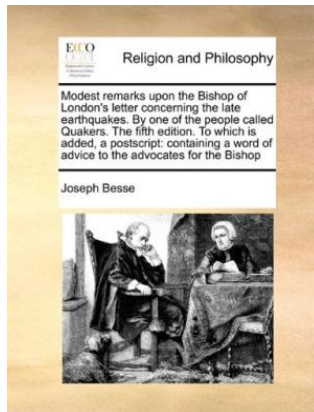 ECCO
Religion and Philosophy
Modest remarks upon the Bishop of
London's letter concerning the late
earthquakes. By one of the people called
Quakers. The fifth edition. To which is
added, a postscript: containing a word of
advice to the advocates for the Bishop
Joseph Besse